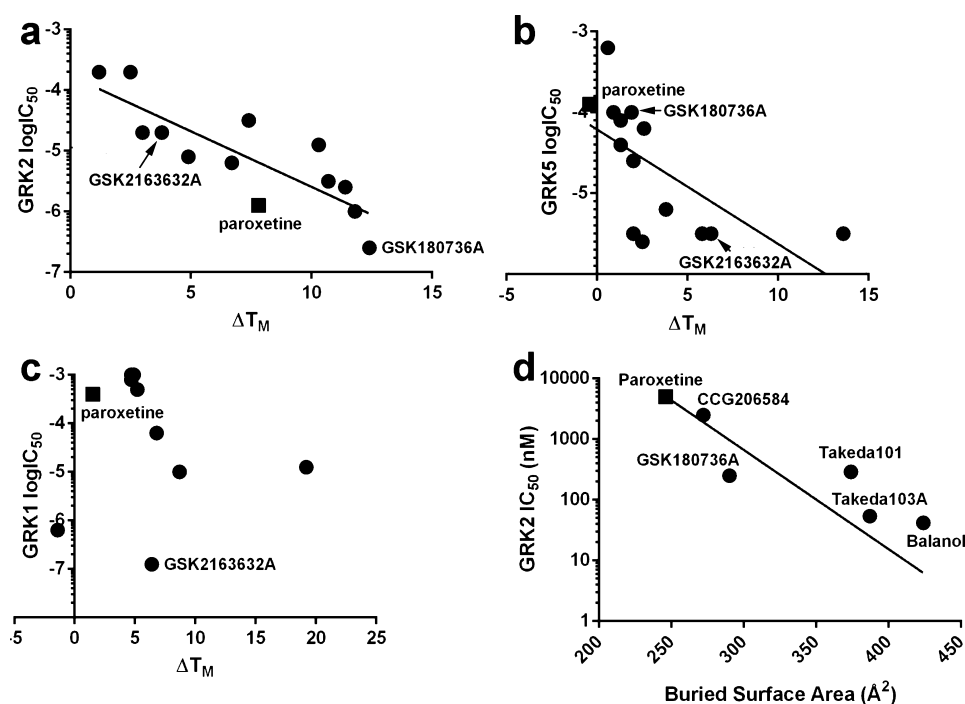 a
-3
-4
-5
-6
-7
GRK2 logIC50
GSK2163632A
paroxetine
GSK180736A
0
5
10
15
ΔTM
b
-3
-4
-5
GRK5 logIC50
paroxetine
GSK180736A
GSK2163632A
-5
0
5
10
15
ΔTM
c
-3
-4
-5
-6
-7
GRK1 logIC50
paroxetine
GSK2163632A
-5
0
5
10
15
20
25
ΔTM
d
10000
1000
100
10
1
GRK2 IC50 (nM)
Paroxetine
CCG206584
GSK180736A
Takeda101
Takeda103A
Balanol
200
250
300
350
400
450
Buried Surface Area (Å2)